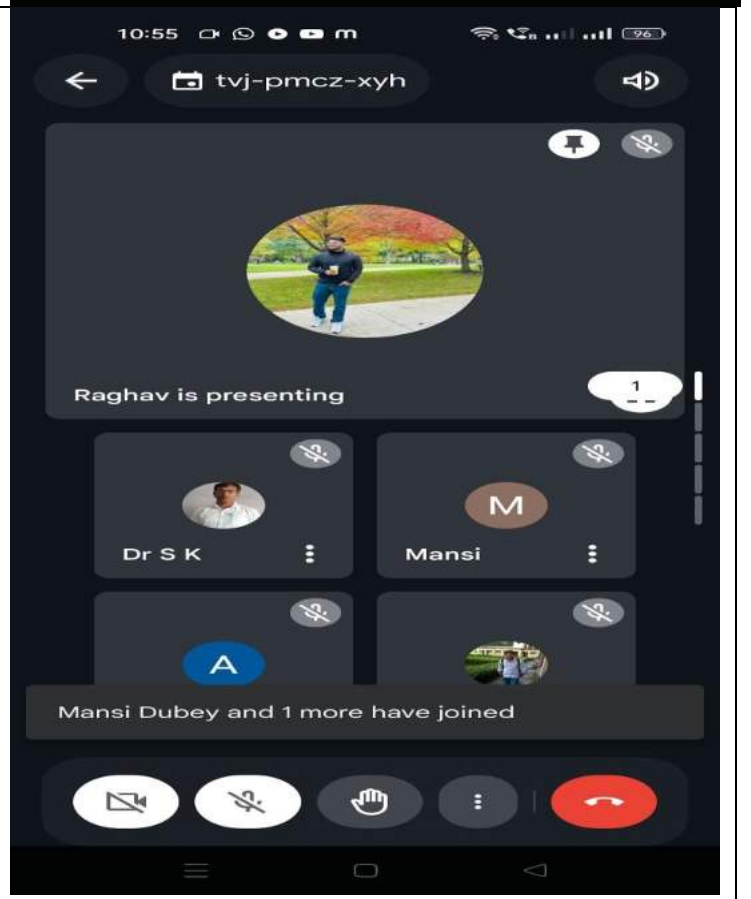 10:55 m 96
tvj-pmcz-xyh
Raghav is presenting
1
M
Dr S K Mansi
A
Mansi Dubey and 1 more have joined